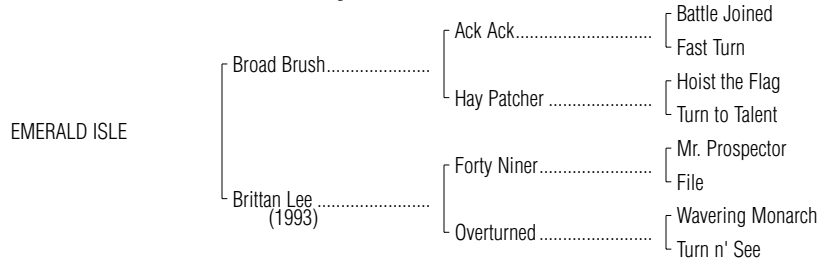 Battle Joined
Ack Ack..............................
Fast Turn
Broad Brush......................
Hoist the Flag
Hay Patcher ......................
Turn to Talent
EMERALD ISLE
Mr. Prospector
Forty Niner........................
File
Brittan Lee ........................
(1993)
Wavering Monarch
Overturned ........................
Turn n' See